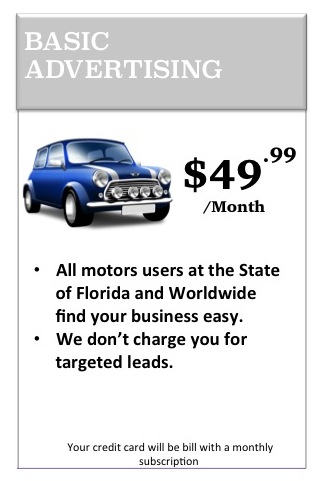 BASIC
ADVERTISING
$49.99
/Month
• All motors users at the State
of Florida and Worldwide
find your business easy.
• We don't charge you for
targeted leads.
Your credit card will be bill with a monthly
subscription